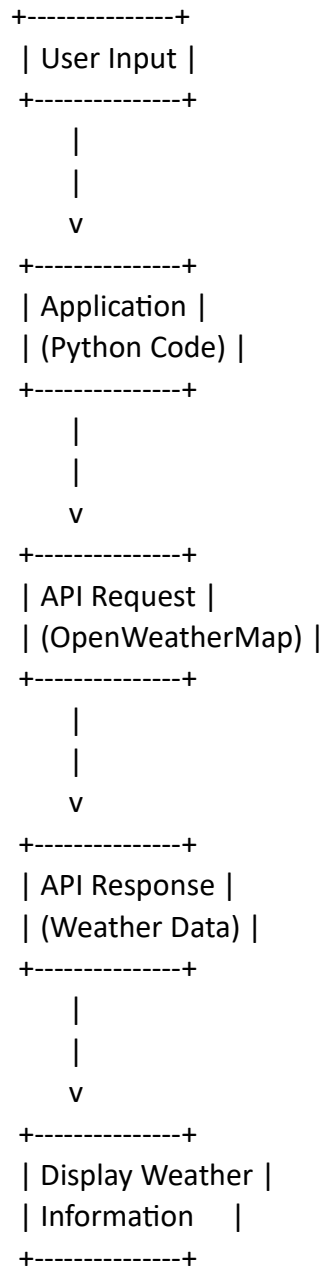 +---------------+
| User Input |
+---------------+
|
|
v
+---------------+
| Application |
| (Python Code) |
+---------------+
|
|
v
+---------------+
| API Request |
| (OpenWeatherMap) |
+---------------+
|
|
v
+---------------+
| API Response |
| (Weather Data) |
+---------------+
|
|
v
+---------------+
| Display Weather |
| Information    |
+---------------+